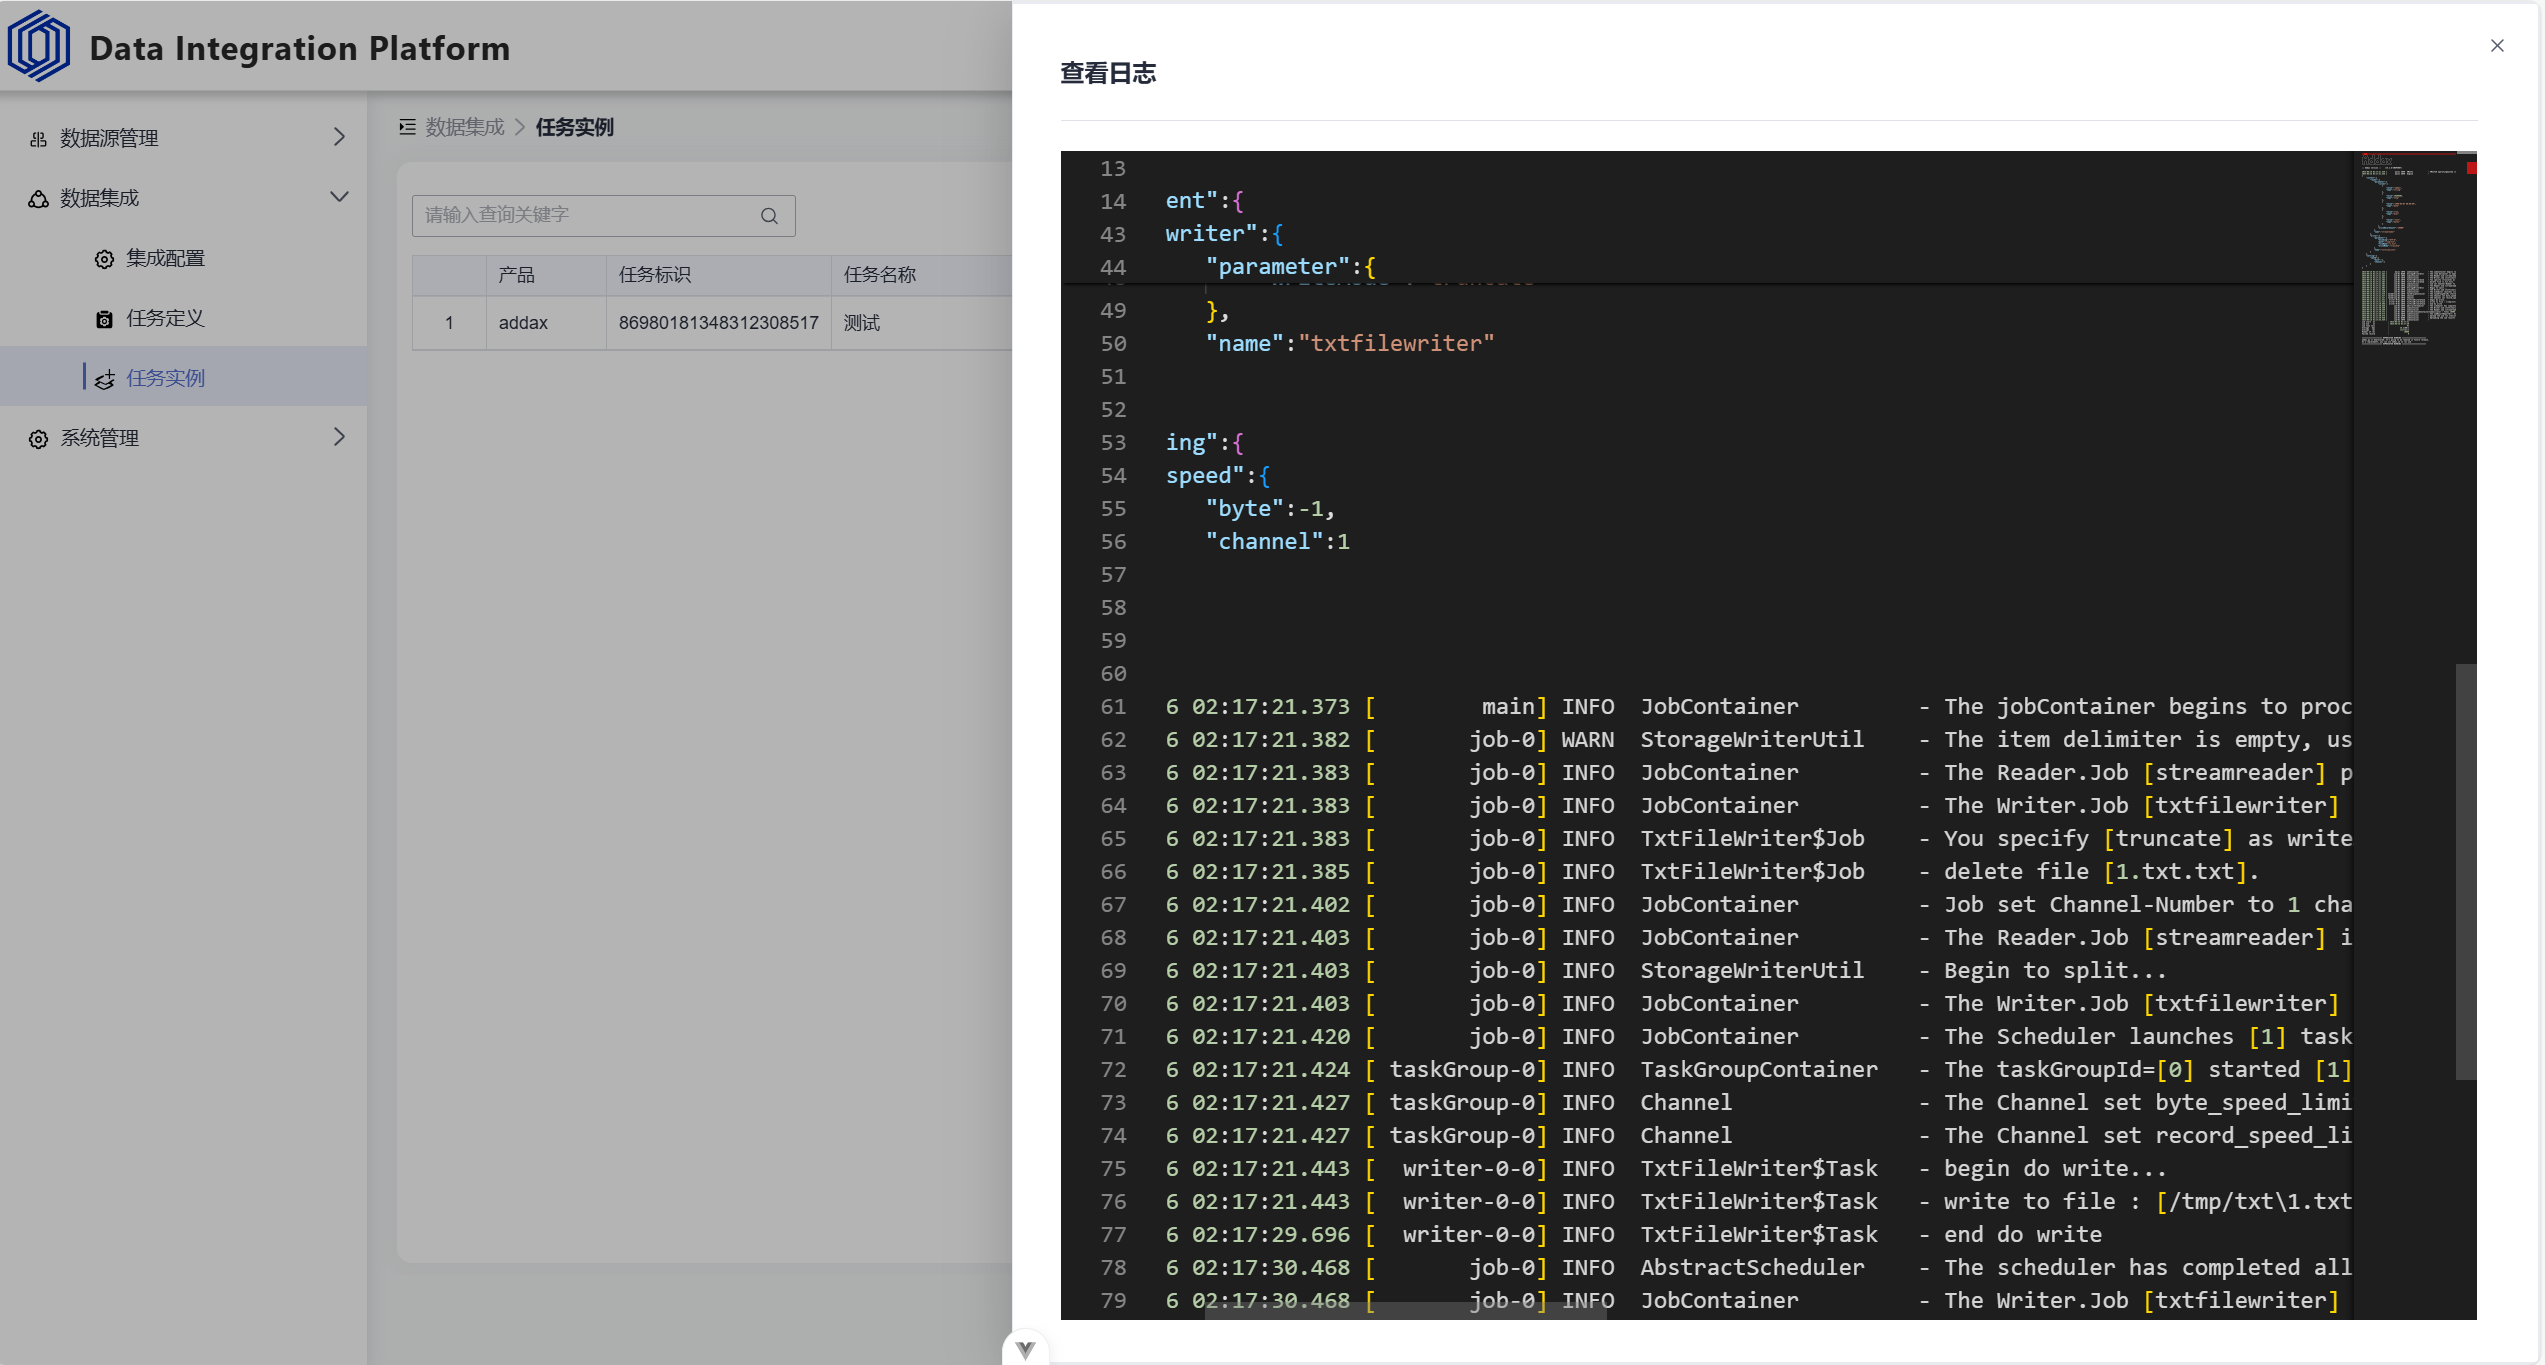 Data Integration Platform
数据源管理
数据集成
集成配置
任务定义
任务实例
系统管理
数据集成 > 任务实例
请输入查询关键字
产品 任务标识 任务名称
1 addax 86980181348312308517 测试
查看日志
13
14 ent":{
43 writer":{
44 "parameter":{
49 },
50 "name":"txtfilewriter"
51
52
53 ing":{
54 speed":{
55 "byte":-1,
56 "channel":1
57
58
59
60
61 6 02:17:21.373 [ main] INFO JobContainer - The jobContainer begins to proc
62 6 02:17:21.382 [ job-0] WARN StorageWriterUtil - The item delimiter is empty, us
63 6 02:17:21.383 [ job-0] INFO JobContainer - The Reader.Job [streamreader] p
64 6 02:17:21.383 [ job-0] INFO JobContainer - The Writer.Job [txtfilewriter]
65 6 02:17:21.383 [ job-0] INFO TxtFileWriter$Job - You specify [truncate] as write
66 6 02:17:21.385 [ job-0] INFO TxtFileWriter$Job - delete file [1.txt.txt].
67 6 02:17:21.402 [ job-0] INFO JobContainer - Job set Channel-Number to 1 cha
68 6 02:17:21.403 [ job-0] INFO JobContainer - The Reader.Job [streamreader] i
69 6 02:17:21.403 [ job-0] INFO StorageWriterUtil - Begin to split...
70 6 02:17:21.403 [ job-0] INFO JobContainer - The Writer.Job [txtfilewriter]
71 6 02:17:21.420 [ job-0] INFO JobContainer - The Scheduler launches [1] task
72 6 02:17:21.424 [ taskGroup-0] INFO TaskGroupContainer - The taskGroupId=[0] started [1]
73 6 02:17:21.427 [ taskGroup-0] INFO Channel - The Channel set byte_speed_limi
74 6 02:17:21.427 [ taskGroup-0] INFO Channel - The Channel set record_speed_li
75 6 02:17:21.443 [ writer-0-0] INFO TxtFileWriter$Task - begin do write...
76 6 02:17:21.443 [ writer-0-0] INFO TxtFileWriter$Task - write to file : [/tmp/txt\1.txt
77 6 02:17:29.696 [ writer-0-0] INFO TxtFileWriter$Task - end do write
78 6 02:17:30.468 [ job-0] INFO AbstractScheduler - The scheduler has completed all
79 6 02:17:30.468 [ job-0] INFO JobContainer - The Writer.Job [txtfilewriter]